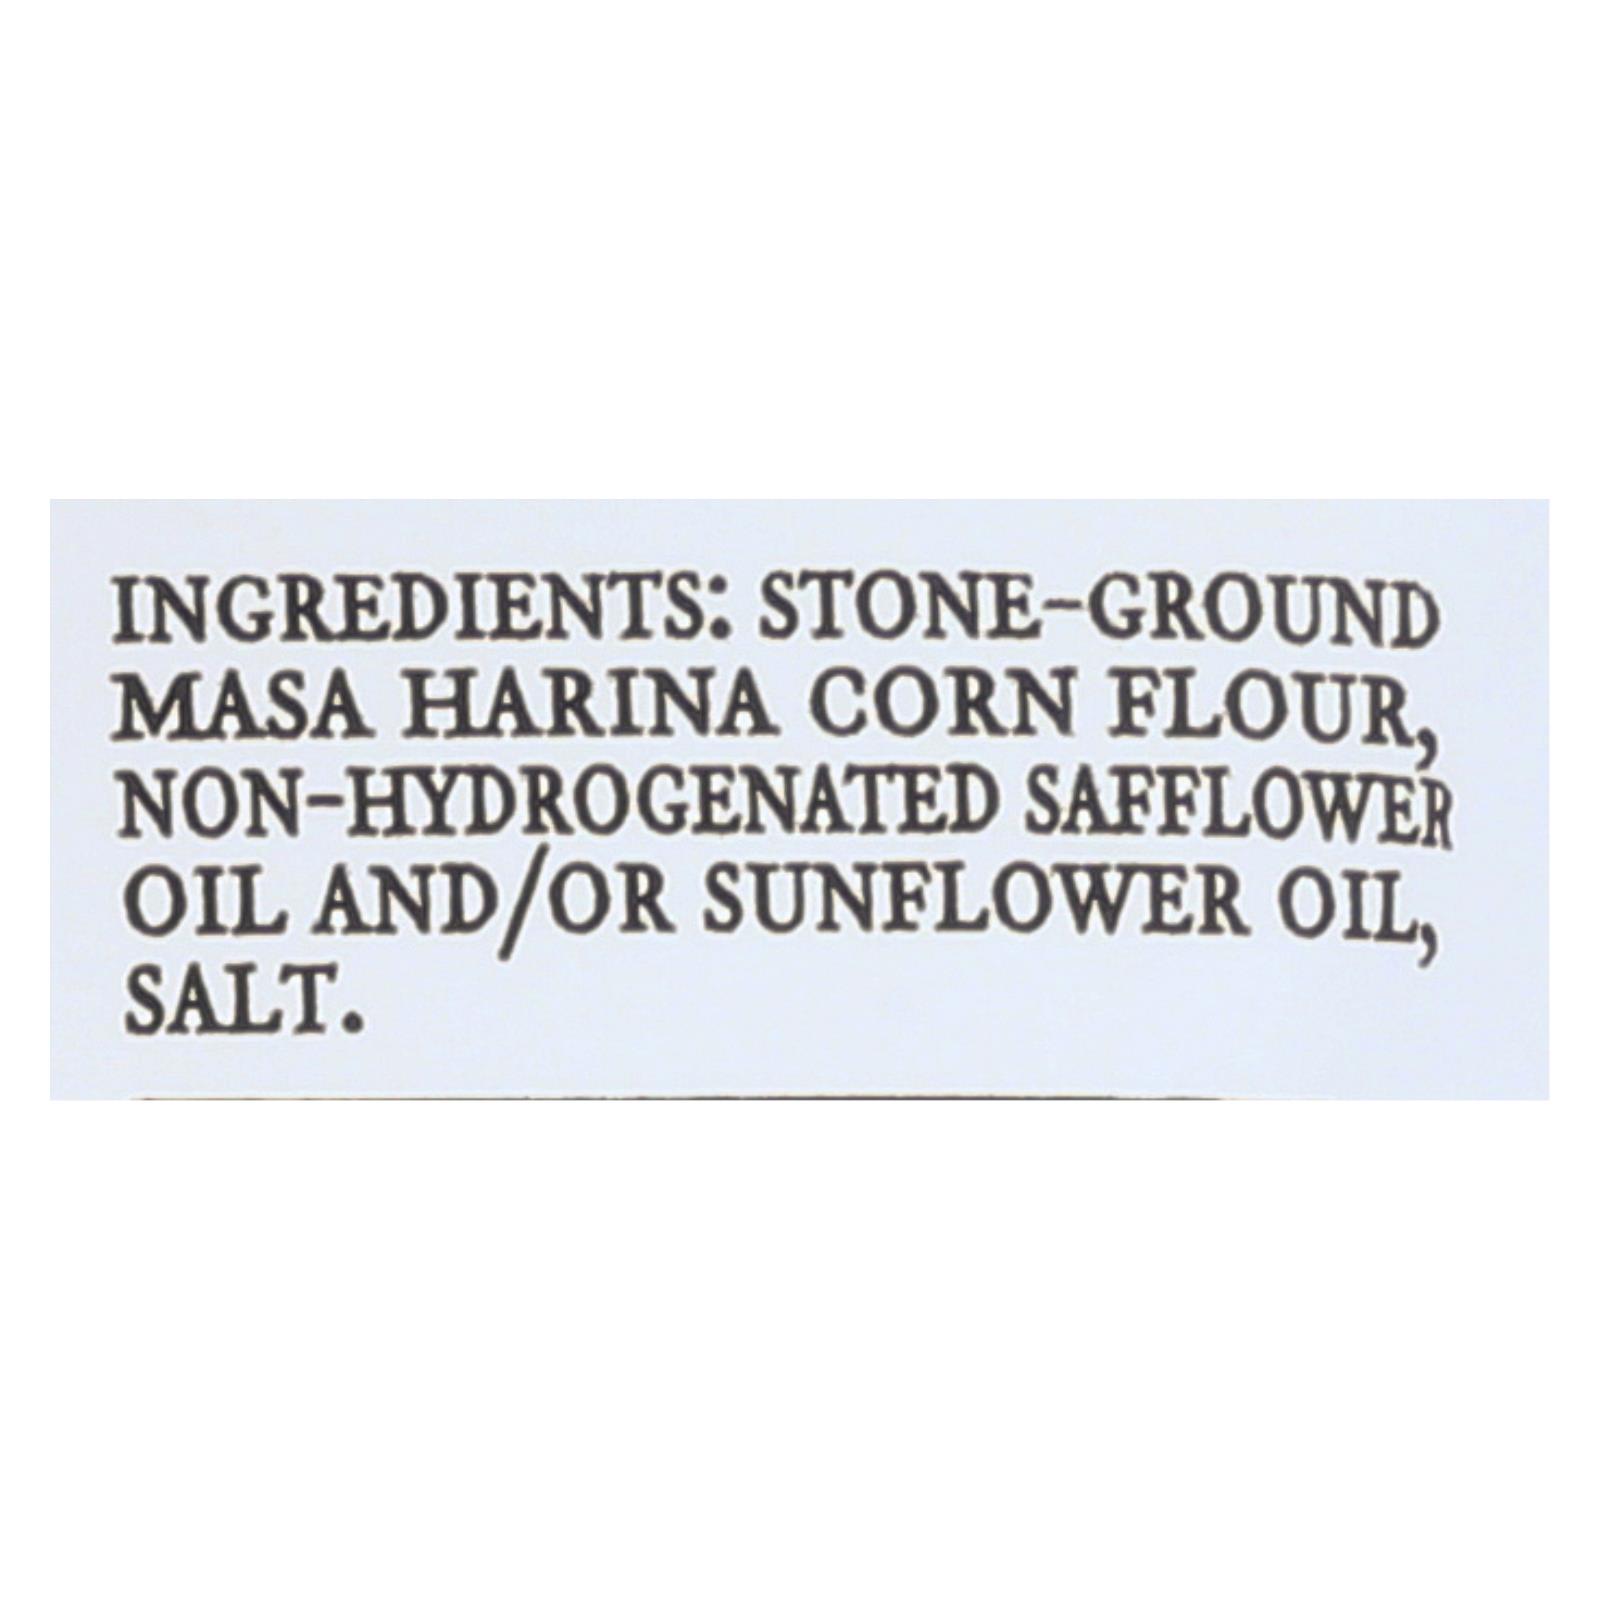 INGREDIENTS: STONE-GROUND
MASA HARINA CORN FLOUR,
NON-HYDROGENATED SAFFLOWER
OIL AND/OR SUNFLOWER OIL,
SALT.